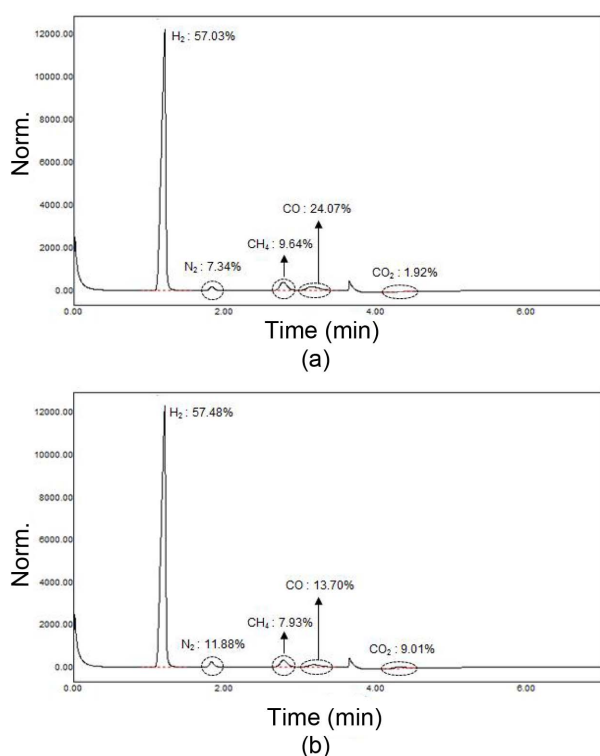 H₂ : 57.03%
12000.00
10000.00
8000.00
6000.00
4000.00
2000.00
0.00
Norm.
CO : 24.07%
CH₄ : 9.64%
N₂ : 7.34%
CO₂ : 1.92%
0.00 2.00 4.00 6.00
Time (min)
(a)
H₂ : 57.48%
12000.00
10000.00
8000.00
6000.00
4000.00
2000.00
0.00
Norm.
CO : 13.70%
CH₄ : 7.93%
N₂ : 11.88%
CO₂ : 9.01%
0.00 2.00 4.00 6.00
Time (min)
(b)